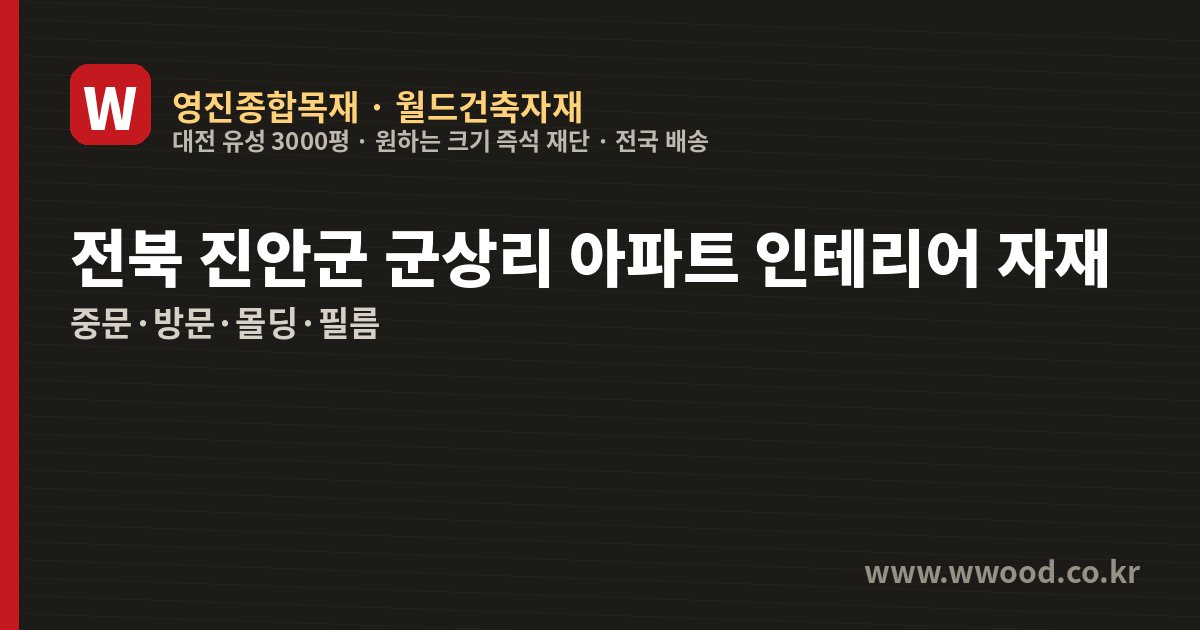 W
영진종합목재 · 월드건축자재
대전 유성 3000평 · 원하는 크기 즉석 재단 · 전국 배송
전북 진안군 군상리 아파트 인테리어 자재
중문·방문·몰딩·필름
www.wwood.co.kr